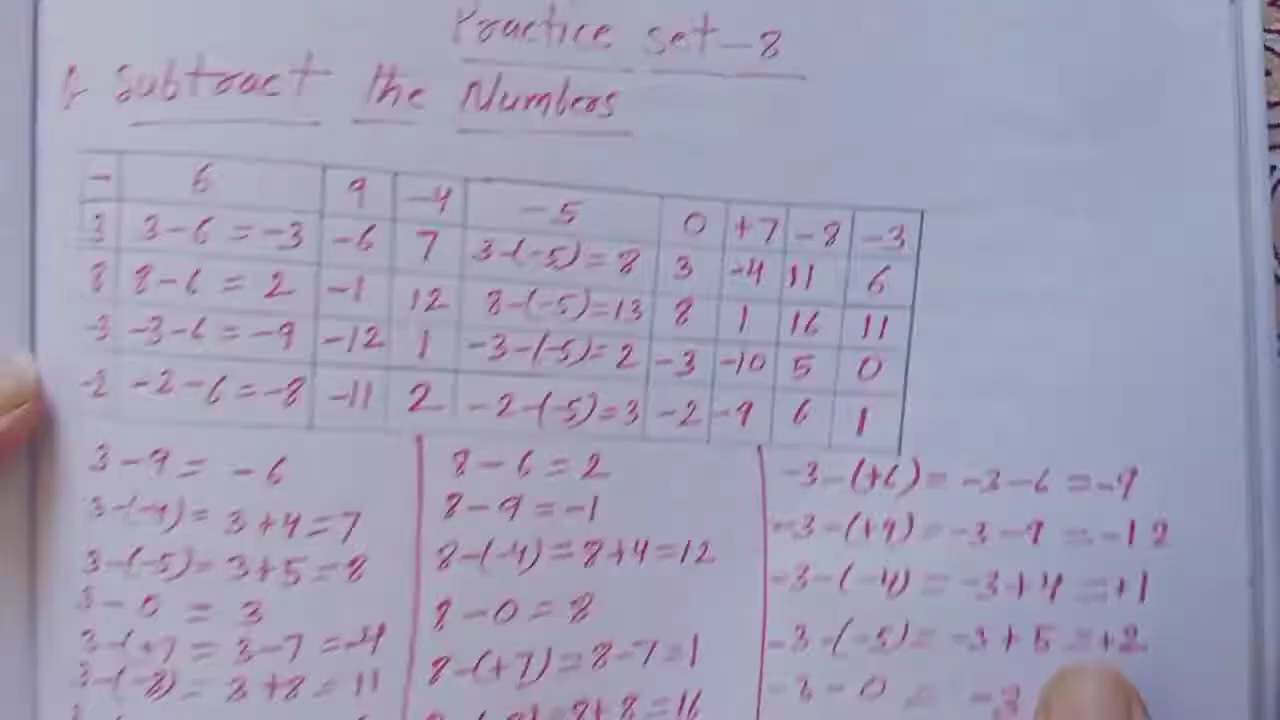 Practice set-8
Subtract the Numbers
- 6 9 -4 -5 0 +7 -8 -3
3 3-6=-3 -6 7 3-(-5)=8 3 -4 11 6
8 8-6=2 -1 12 8-(-5)=13 8 1 16 11
-3 -3-6=-9 -12 1 -3-(-5)=2 -3 -10 5 0
-2 -2-6=-8 -11 2 -2-(-5)=3 -2 -9 6 1
3-9=-6
3-(-4)=3+4=7
3-(-5)=3+5=8
3-0=3
3-(+7=3-7=-4
3-(-8)=3+8=11
8-6=2
8-9=-1
8-(-4)=8+4=12
8-0=8
8-(+7)=8-7=1
=8+8=16
-3-(+6)=-3-6=-9
-3-(+9)=-3-9=-12
-3-(-4)=-3+4=+1
-3-(-5)=-3+5=+2
-3-0=-3